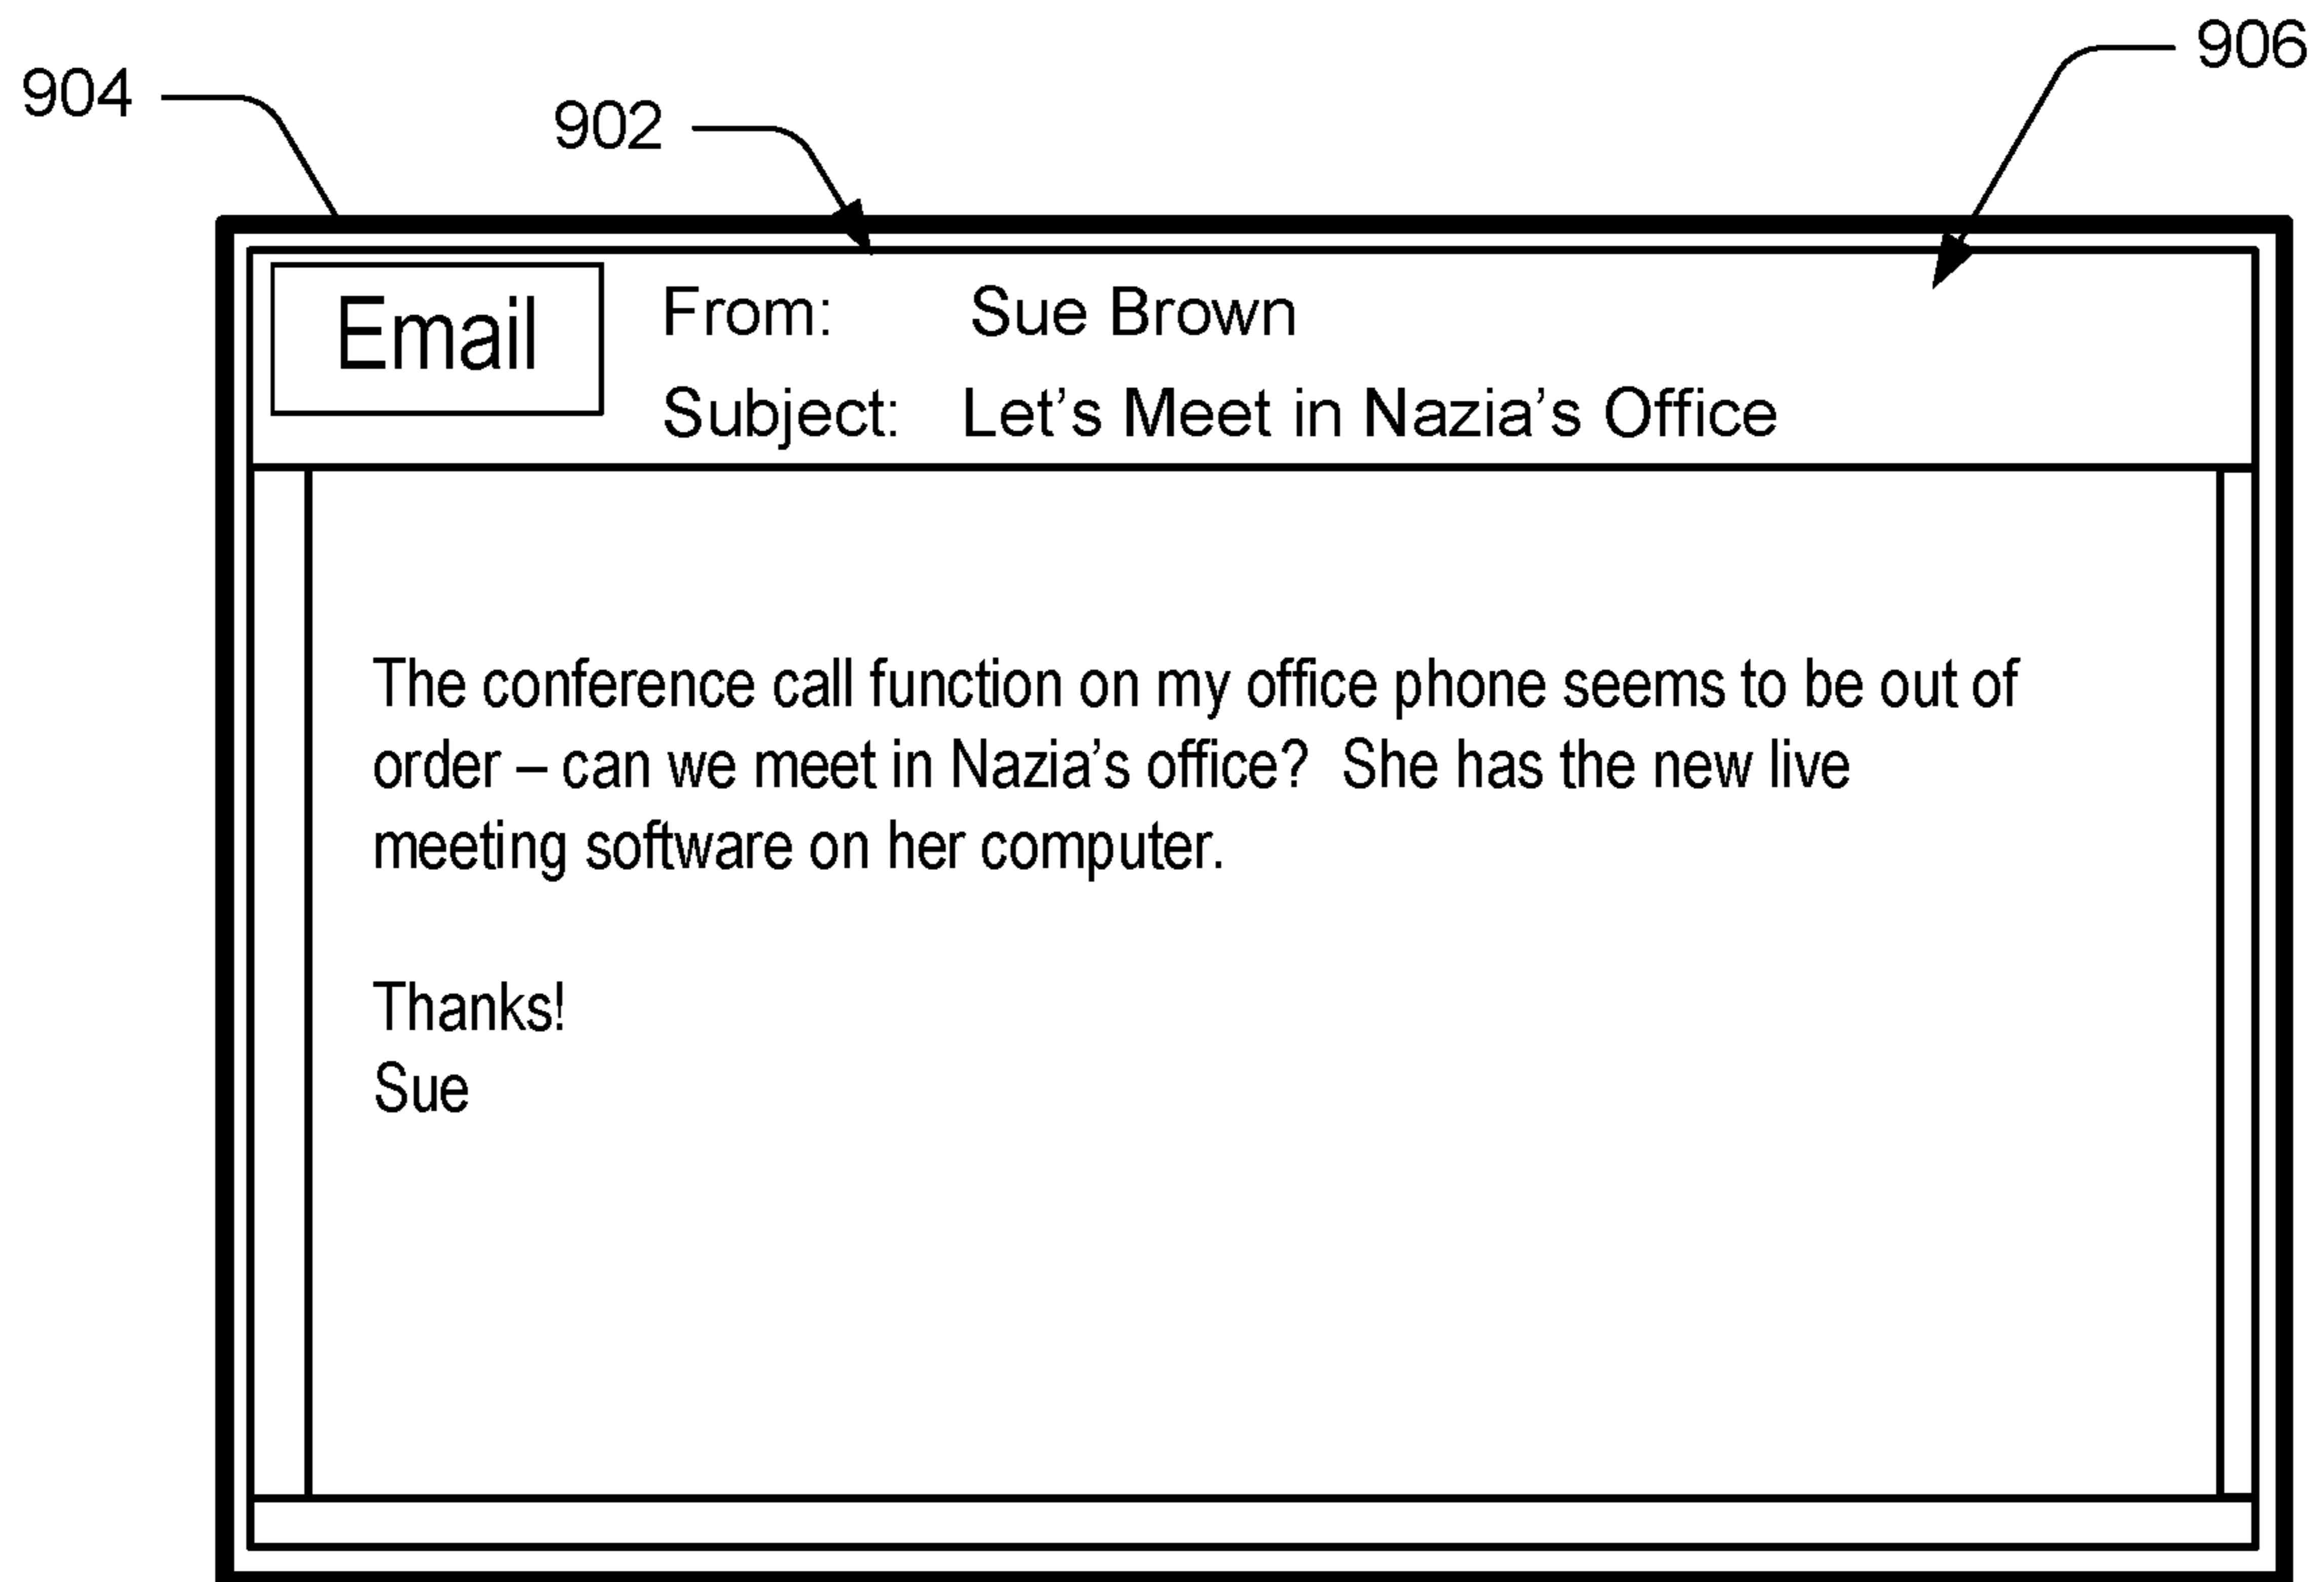 906
904
902
Email
From: Sue Brown
Subject: Let’s Meet in Nazia’s Office
The conference call function on my office phone seems to be out of
order – can we meet in Nazia’s office?  She has the new live
meeting software on her computer.
Thanks!
Sue